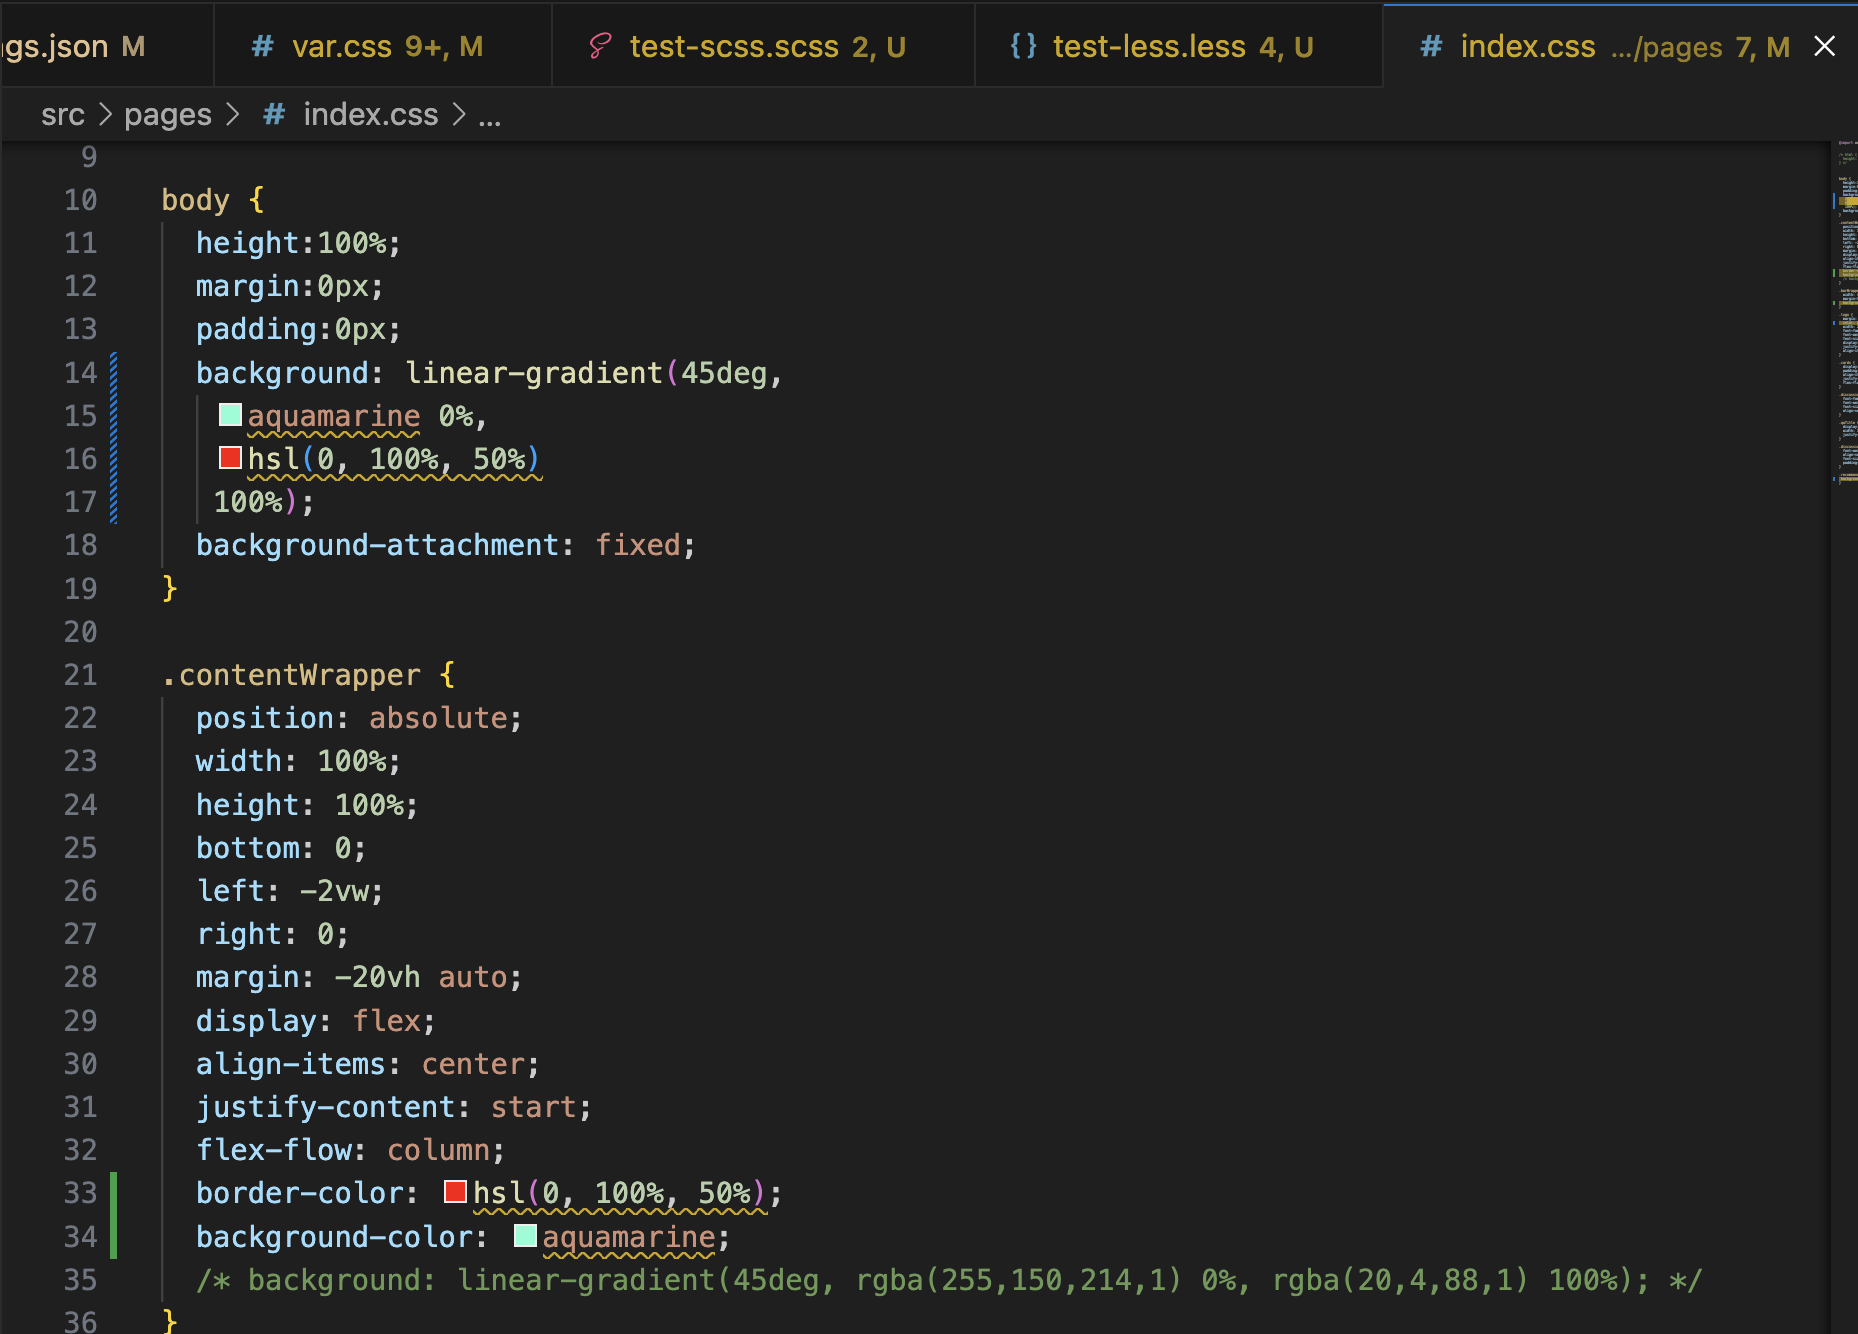 gs.json M # var.css 9+, M test-scss.scss 2, U {} test-less.less 4, U # index.css .../pages 7, M
src > pages > # index.css > ...
9
10 body {
11 height:100%;
12 margin:0px;
13 padding:0px;
14 background: linear-gradient(45deg,
15 aquamarine 0%,
16 hsl(0, 100%, 50%)
17 100%);
18 background-attachment: fixed;
19 }
20
21 .contentWrapper {
22 position: absolute;
23 width: 100%;
24 height: 100%;
25 bottom: 0;
26 left: -2vw;
27 right: 0;
28 margin: -20vh auto;
29 display: flex;
30 align-items: center;
31 justify-content: start;
32 flex-flow: column;
33 border-color: hsl(0, 100%, 50%);
34 background-color: aquamarine;
35 /* background: linear-gradient(45deg, rgba(255,150,214,1) 0%, rgba(20,4,88,1) 100%); */
36 }